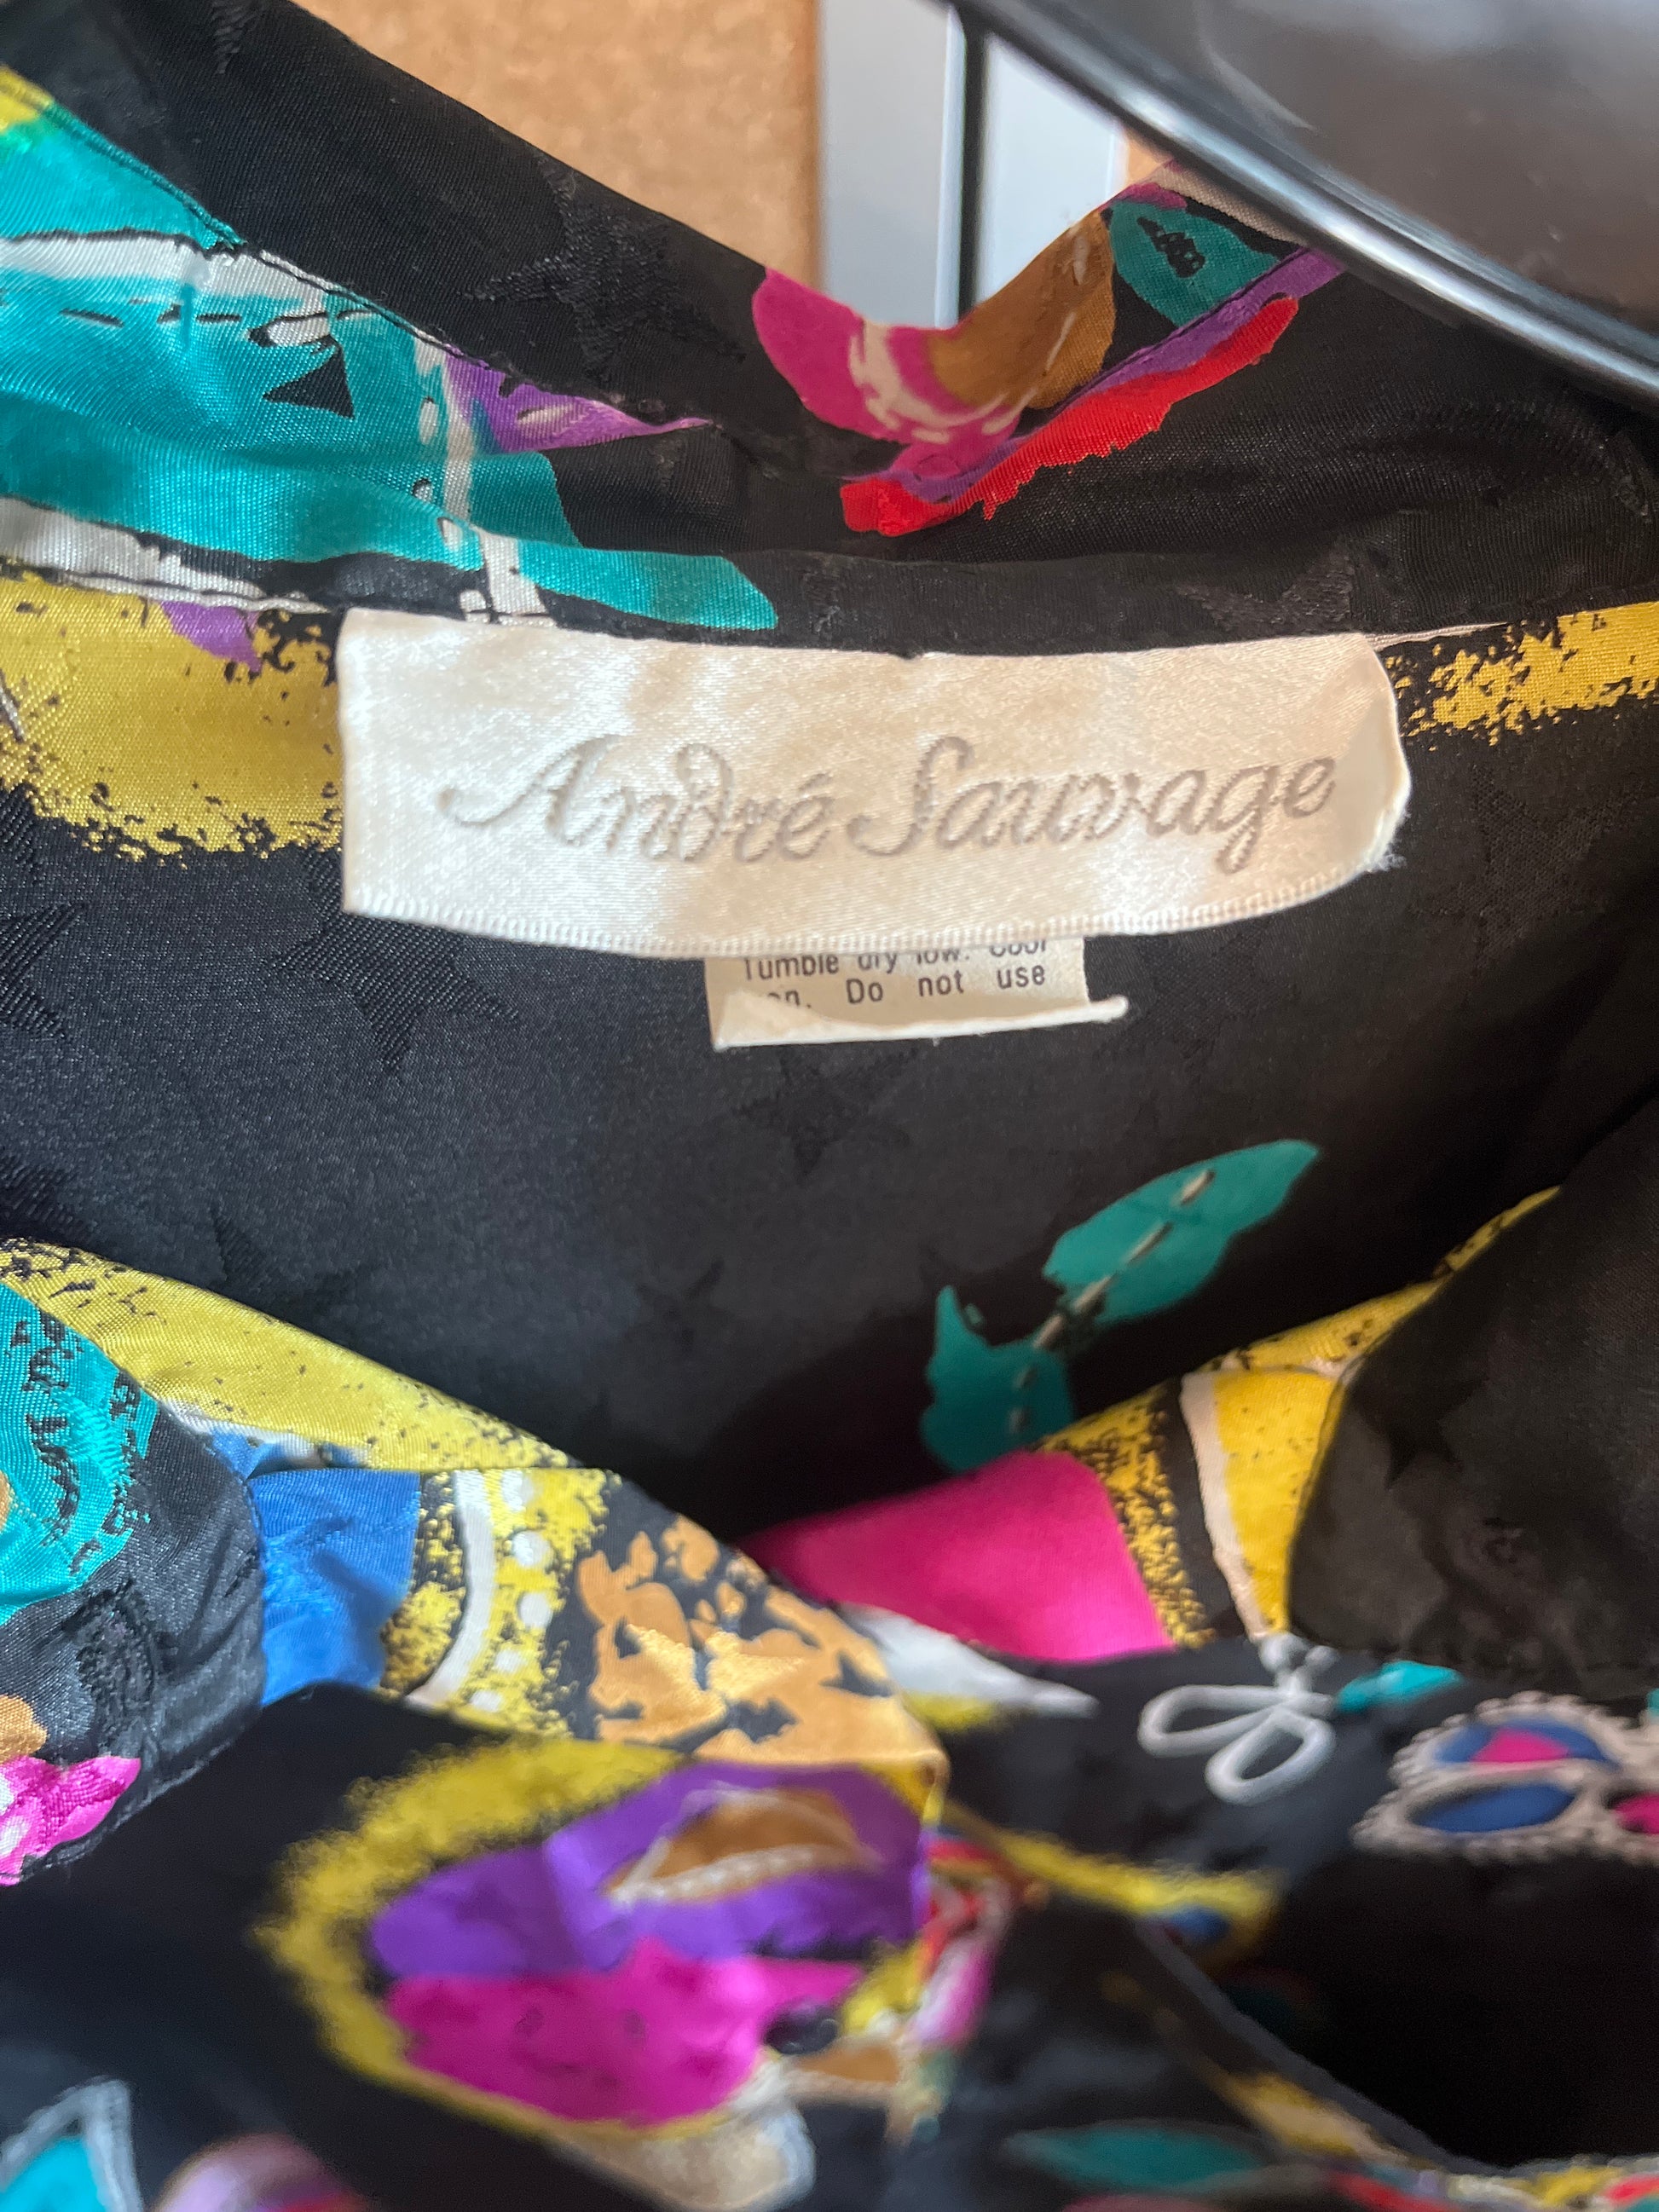 André Sauvage
Tumble dry low. Cool
Do not use